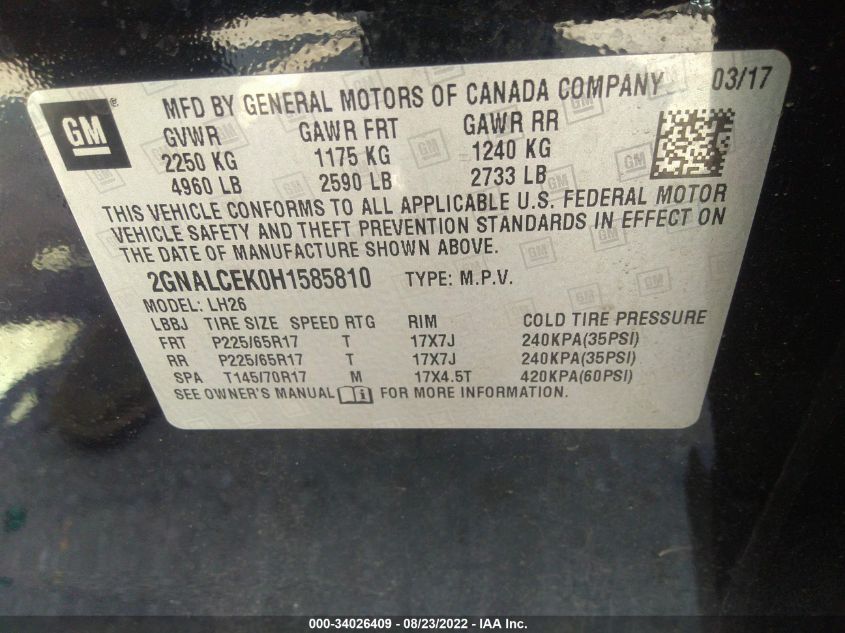 GM ®
MFD BY GENERAL MOTORS OF CANADA COMPANY 03/17
GVWR GAWR FRT GAWR RR
2250 KG 1175 KG 1240 KG
4960 LB 2590 LB 2733 LB
THIS VEHICLE CONFORMS TO ALL APPLICABLE U.S. FEDERAL MOTOR
VEHICLE SAFETY AND THEFT PREVENTION STANDARDS IN EFFECT ON
THE DATE OF MANUFACTURE SHOWN ABOVE.
2GNALCEK0H1585810 TYPE: M.P.V.
MODEL: LH26
LBBJ TIRE SIZE SPEED RTG RIM COLD TIRE PRESSURE
FRT P225/65R17 T 17X7J 240KPA(35PSI)
RR P225/65R17 T 17X7J 240KPA(35PSI)
SPA T145/70R17 M 17X4.5T 420KPA(60PSI)
SEE OWNER'S MANUAL FOR MORE INFORMATION.
000-34026409 - 08/23/2022 - IAA Inc.